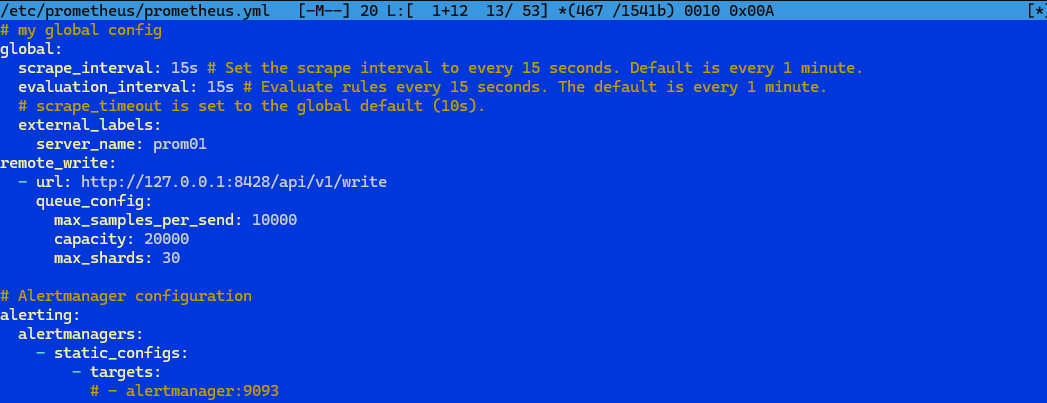 /etc/prometheus/prometheus.yml   [-M--] 20 L:[  1+12  13/ 53] *(467 /1541b) 0010 0x00A   [*]
# my global config
global:
  scrape_interval: 15s # Set the scrape interval to every 15 seconds. Default is every 1 minute.
  evaluation_interval: 15s # Evaluate rules every 15 seconds. The default is every 1 minute.
  # scrape_timeout is set to the global default (10s).
  external_labels:
    server_name: prom01
remote_write:
  - url: http://127.0.0.1:8428/api/v1/write
    queue_config:
      max_samples_per_send: 10000
      capacity: 20000
      max_shards: 30

# Alertmanager configuration
alerting:
  alertmanagers:
    - static_configs:
        - targets:
          # - alertmanager:9093